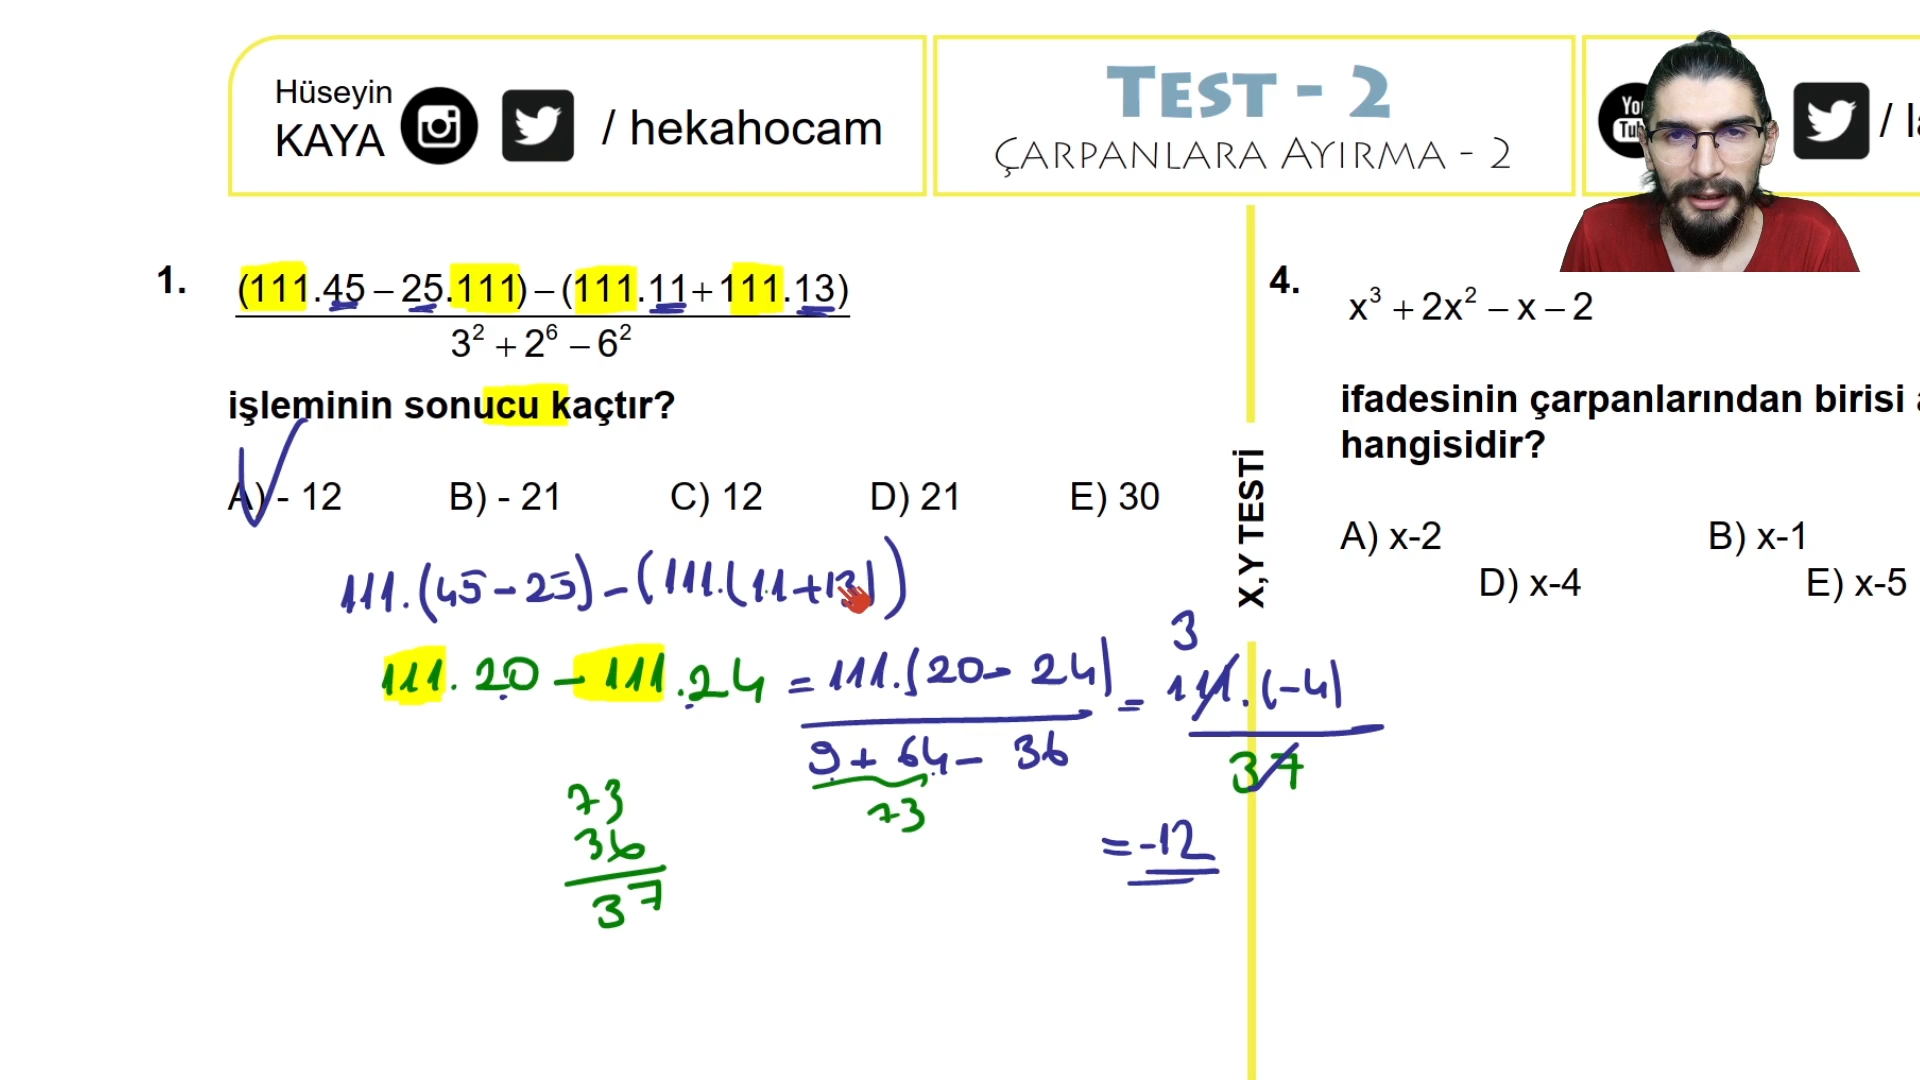 Hüseyin
KAYA
/ hekahocam
TEST - 2
ÇARPANLARA AYIRMA - 2
You
Tub
/ la
1.
(111.45 – 25.111) – (111.11 + 111.13)
3² + 2⁶ – 6²
işleminin sonucu kaçtır?
A) - 12 B) - 21 C) 12 D) 21 E) 30
111.(45-25)-(111.(11+13))
111.20-111.24 = 111.(20-24) = 111.(-4)
3
9+64-36
37
73
73
36
37
=-12
X,Y TESTİ
4.
x³ + 2x² – x – 2
ifadesinin çarpanlarından birisi a
hangisidir?
A) x-2 B) x-1
D) x-4 E) x-5